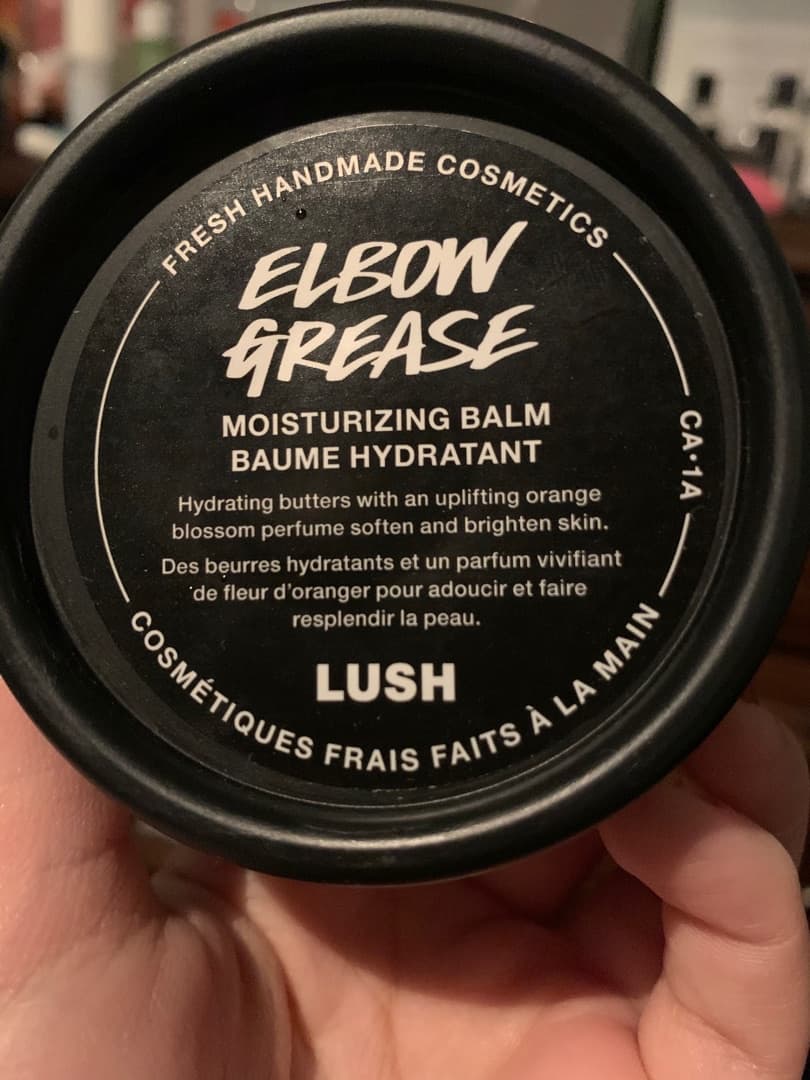 FRESH HANDMADE COSMETICS
ELBOW
GREASE
MOISTURIZING BALM
BAUME HYDRATANT
Hydrating butters with an uplifting orange
blossom perfume soften and brighten skin.
Des beurres hydratants et un parfum vivifiant
de fleur d'oranger pour adoucir et faire
resplendir la peau.
LUSH
CA·1A
COSMÉTIQUES FRAIS FAITS À LA MAIN